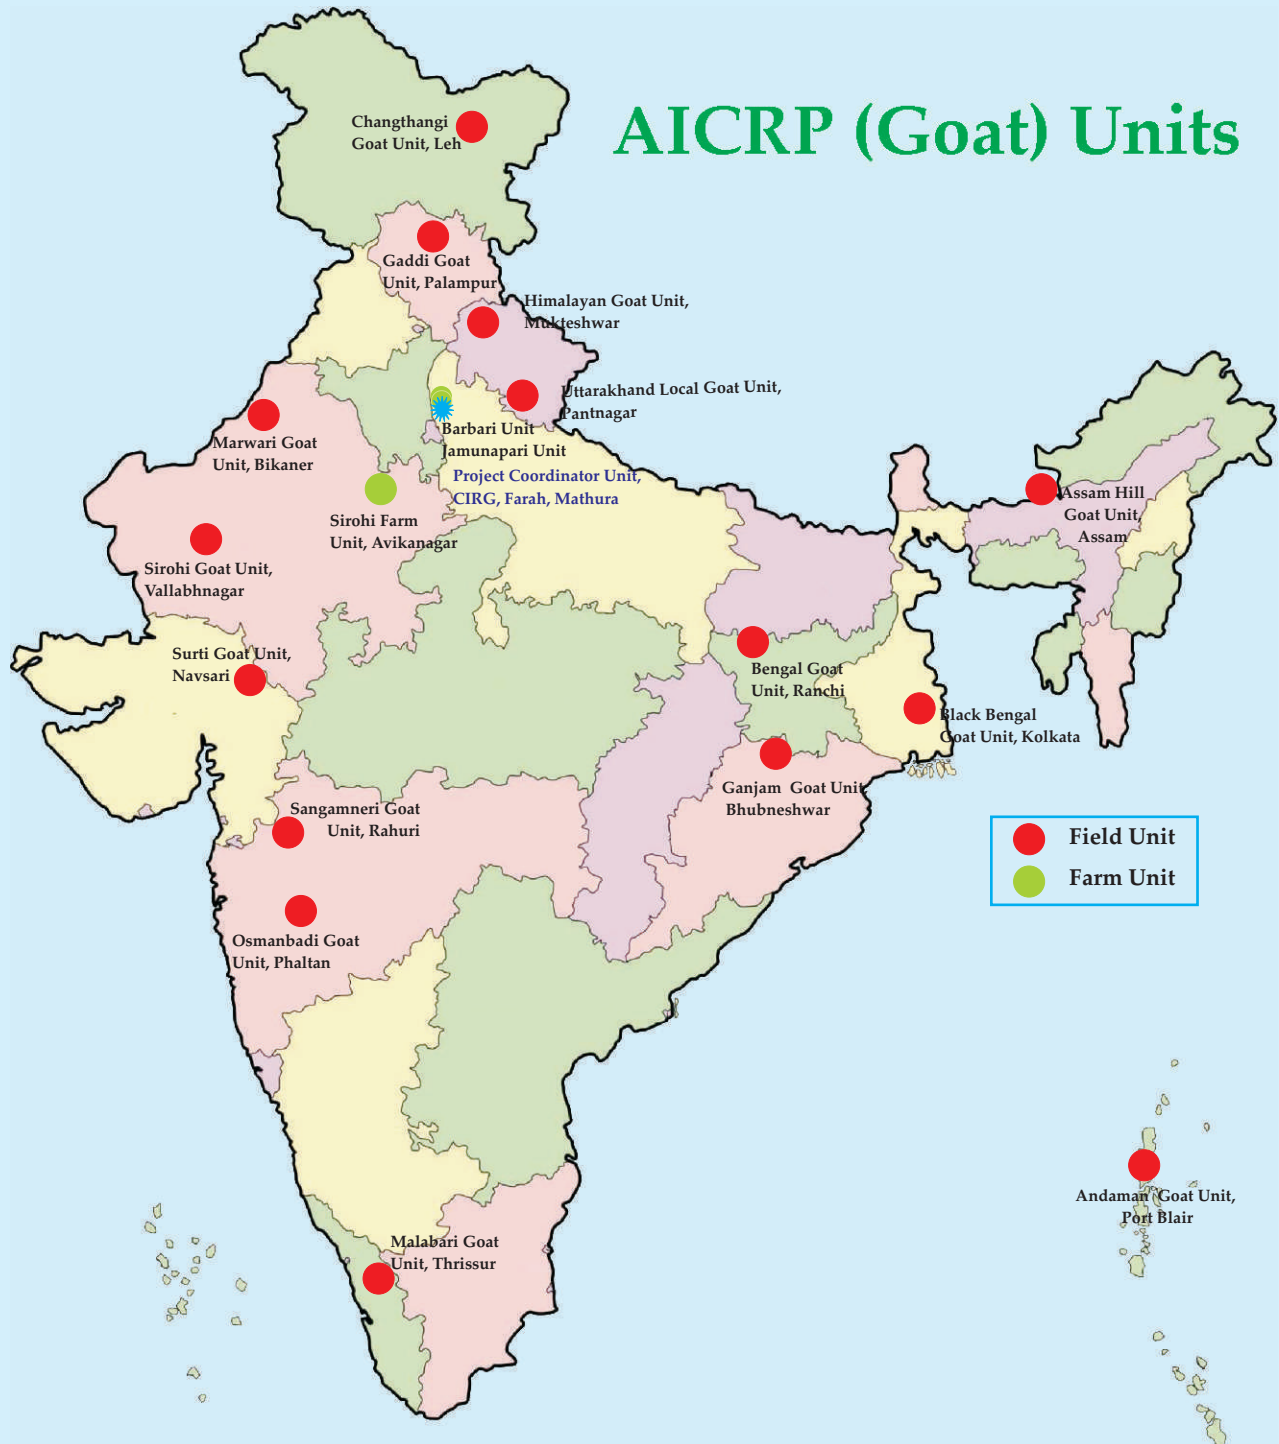 AICRP (Goat) Units
Changthangi
Goat Unit, Leh
Gaddi Goat
Unit, Palampur
Himalayan Goat Unit,
Mukteshwar
Uttarakhand Local Goat Unit,
Pantnagar
Marwari Goat
Unit, Bikaner
Barbari Unit
Jamunapari Unit
Project Coordinator Unit,
CIRG, Farah, Mathura
Sirohi Farm
Unit, Avikanagar
Assam Hill
Goat Unit,
Assam
Sirohi Goat Unit,
Vallabhnagar
Surti Goat Unit,
Navsari
Bengal Goat
Unit, Ranchi
Black Bengal
Goat Unit, Kolkata
Ganjam Goat Unit,
Bhubneshwar
Sangamneri Goat
Unit, Rahuri
Field Unit
Farm Unit
Osmanbadi Goat
Unit, Phaltan
Andaman Goat Unit,
Port Blair
Malabari Goat
Unit, Thrissur